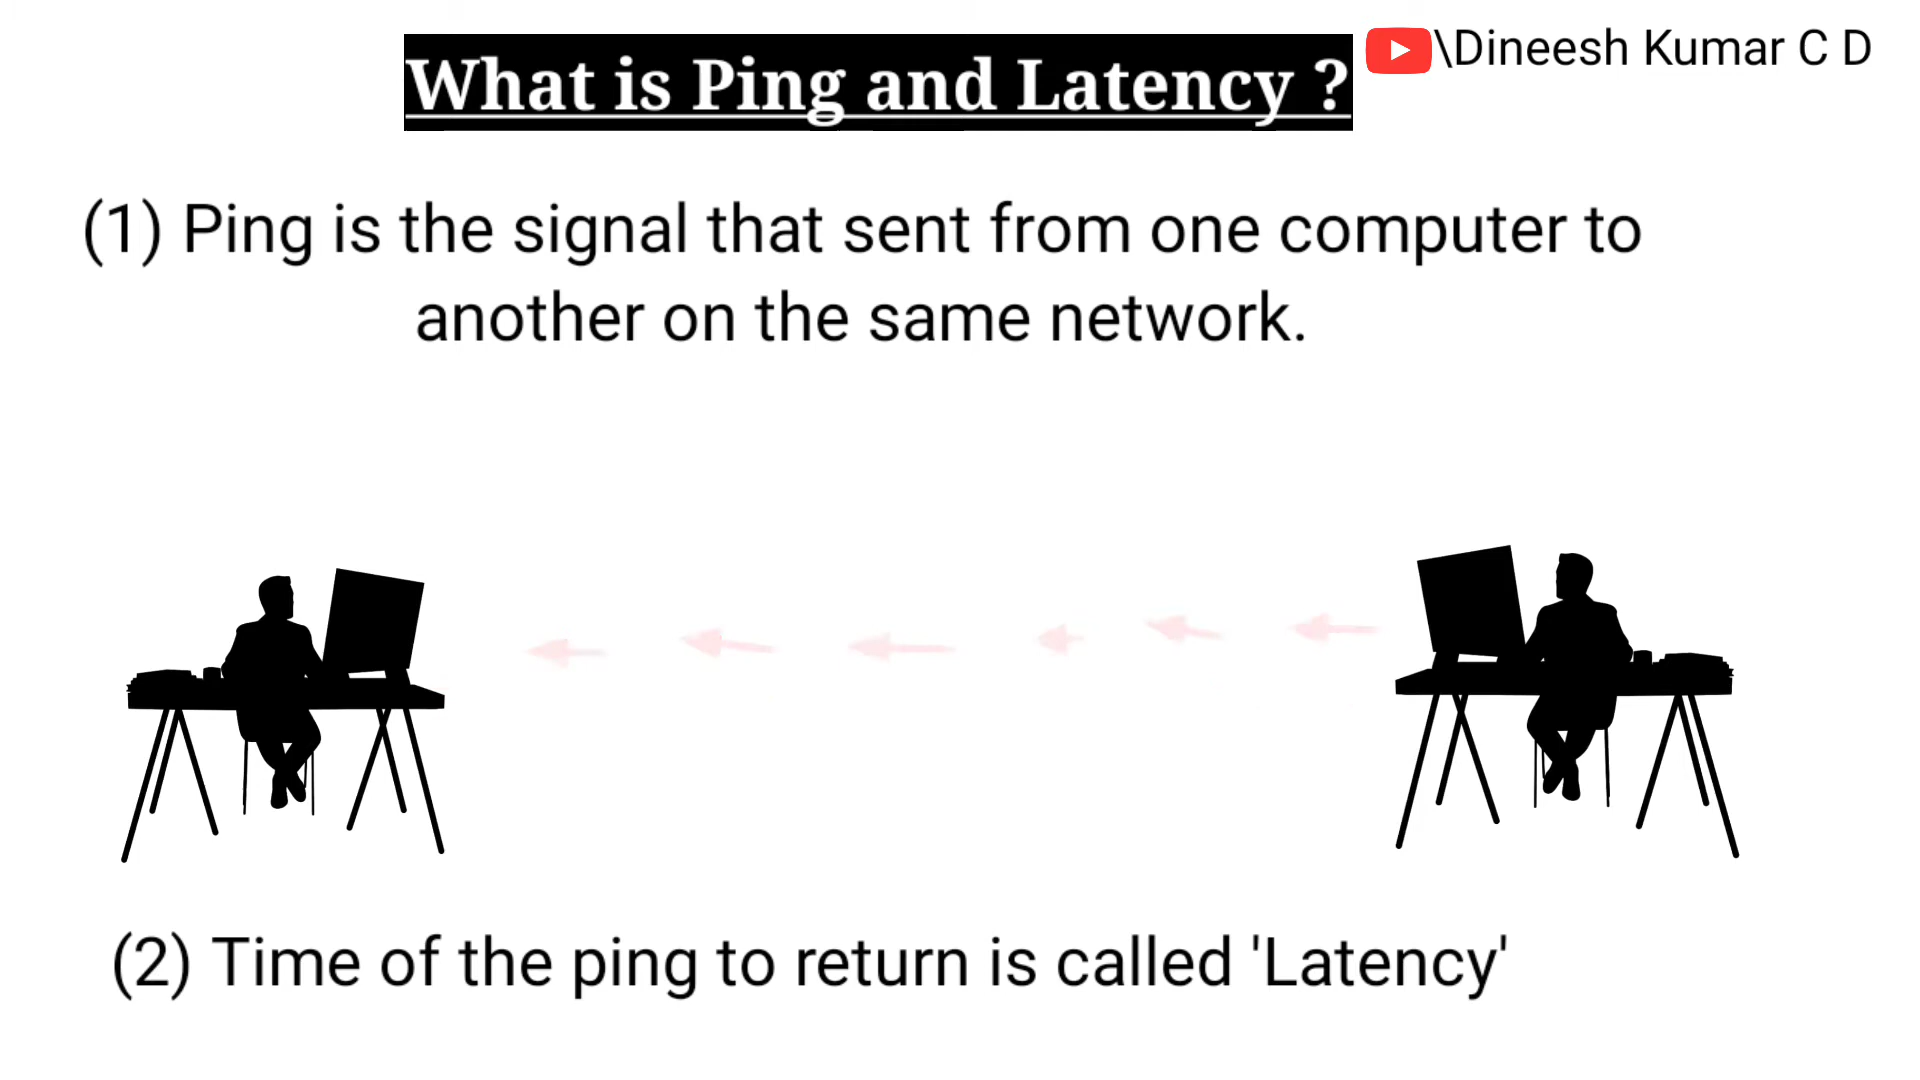 What is Ping and Latency ?
\Dineesh Kumar C D
(1) Ping is the signal that sent from one computer to
another on the same network.
(2) Time of the ping to return is called 'Latency'